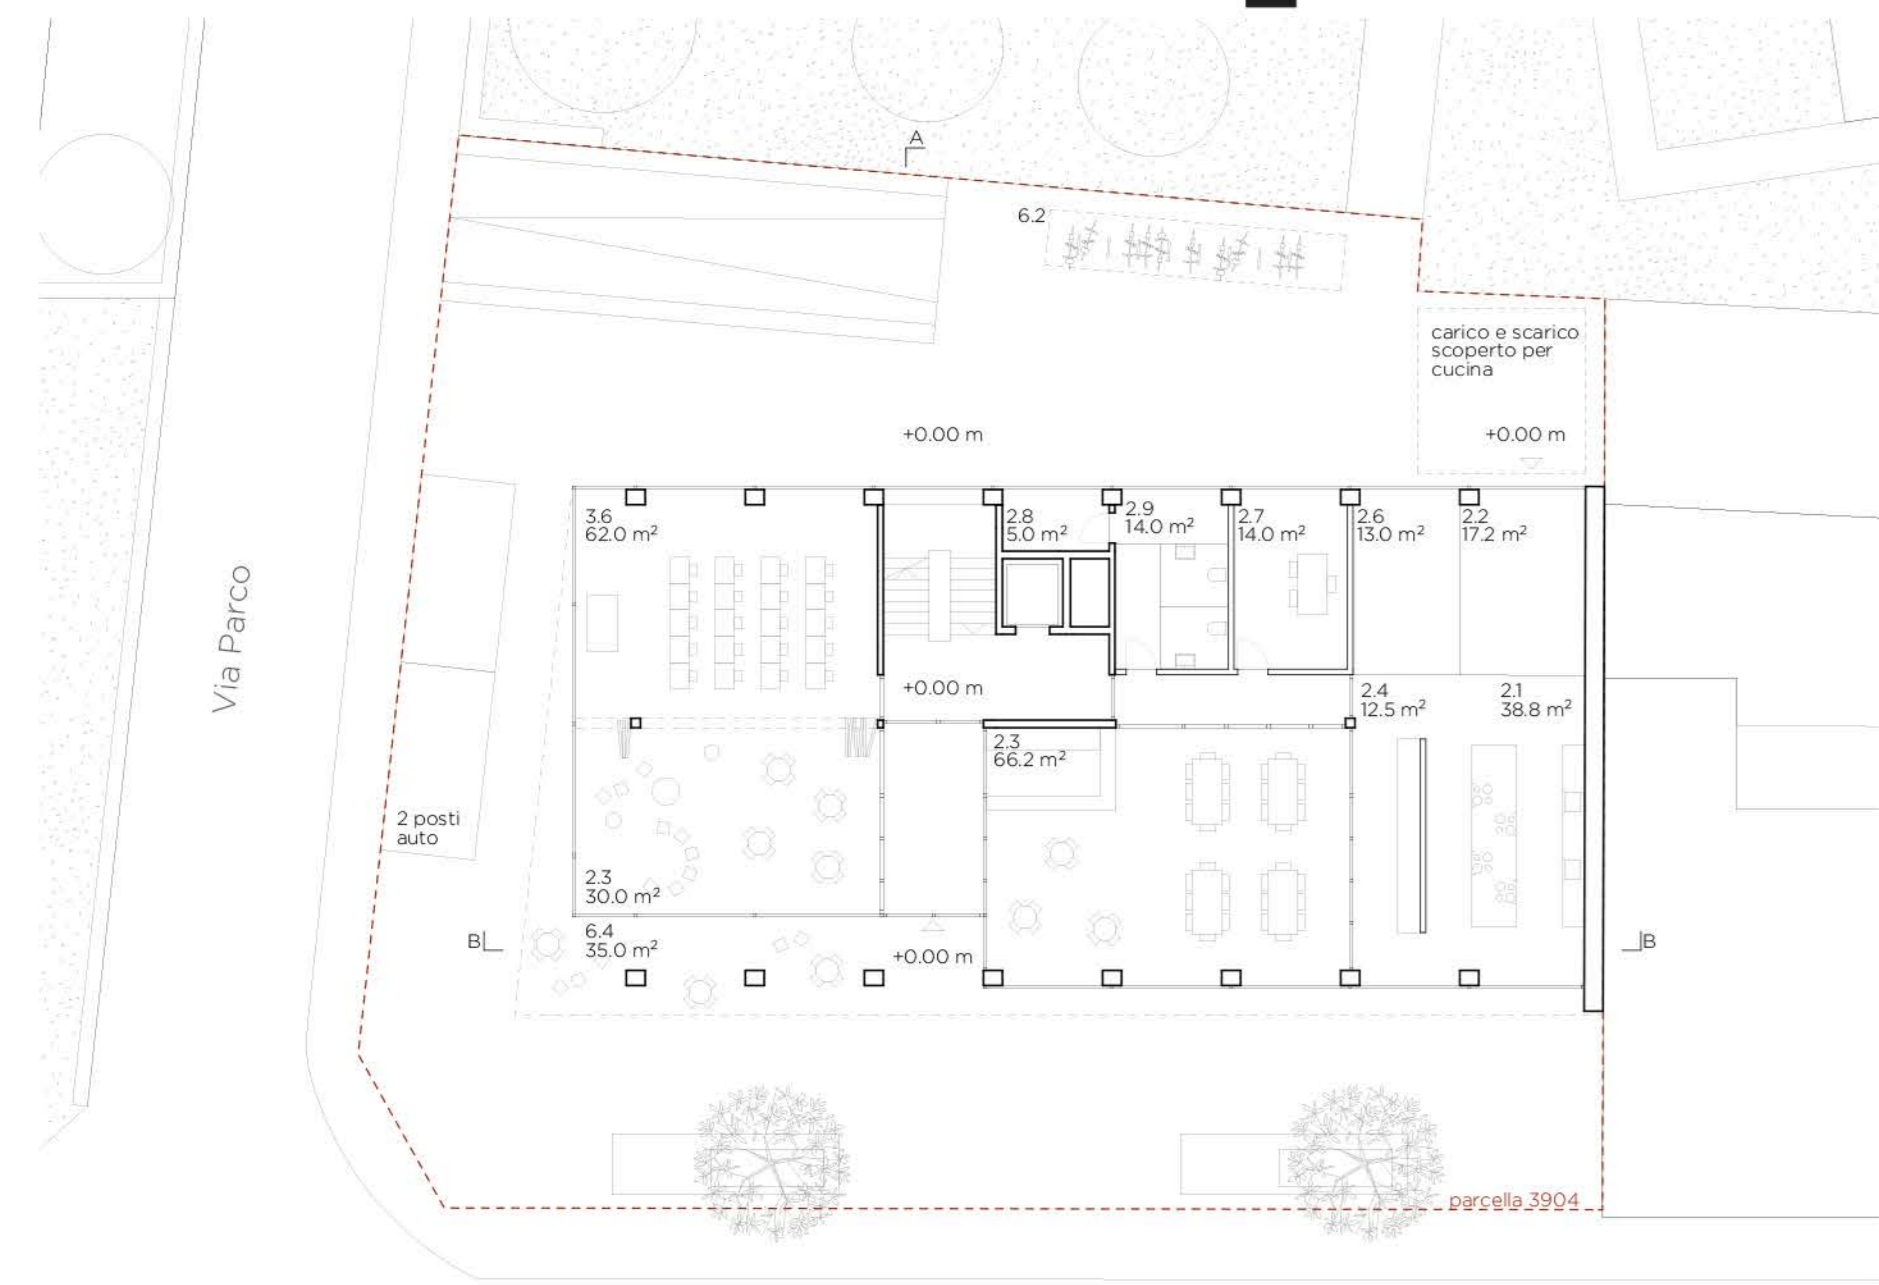 A
6.2
carico e scarico
scoperto per
cucina
+0.00 m
+0.00 m
3.6
62.0 m²
2.8
5.0 m²
2.9
14.0 m²
2.7
14.0 m²
2.6
13.0 m²
2.2
17.2 m²
Via Parco
+0.00 m
2.4
12.5 m²
2.1
38.8 m²
2.3
66.2 m²
2 posti
auto
2.3
30.0 m²
6.4
35.0 m²
B
+0.00 m
B
parcella 3904